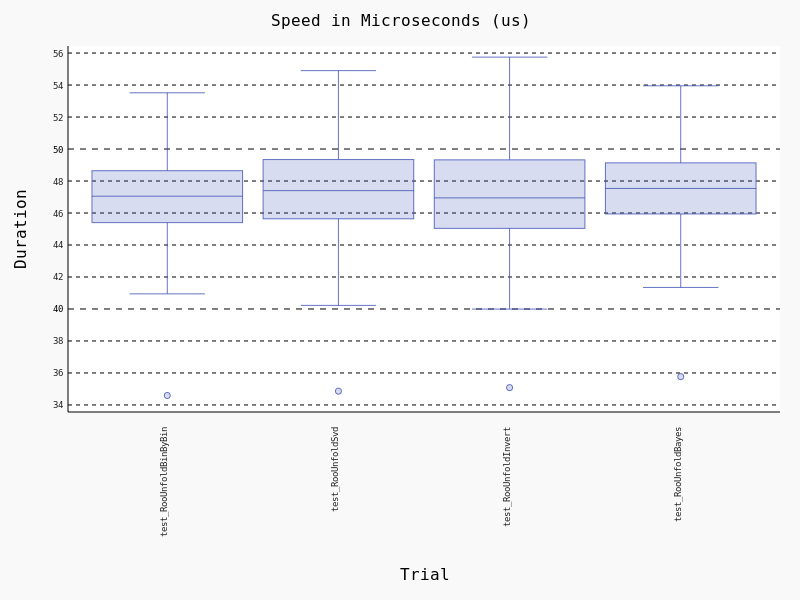 Speed in Microseconds (us)
56
54
52
50
48
46
44
42
40
38
36
34
Duration
test_RooUnfoldBinByBin
test_RooUnfoldSvd
test_RooUnfoldInvert
test_RooUnfoldBayes
Trial